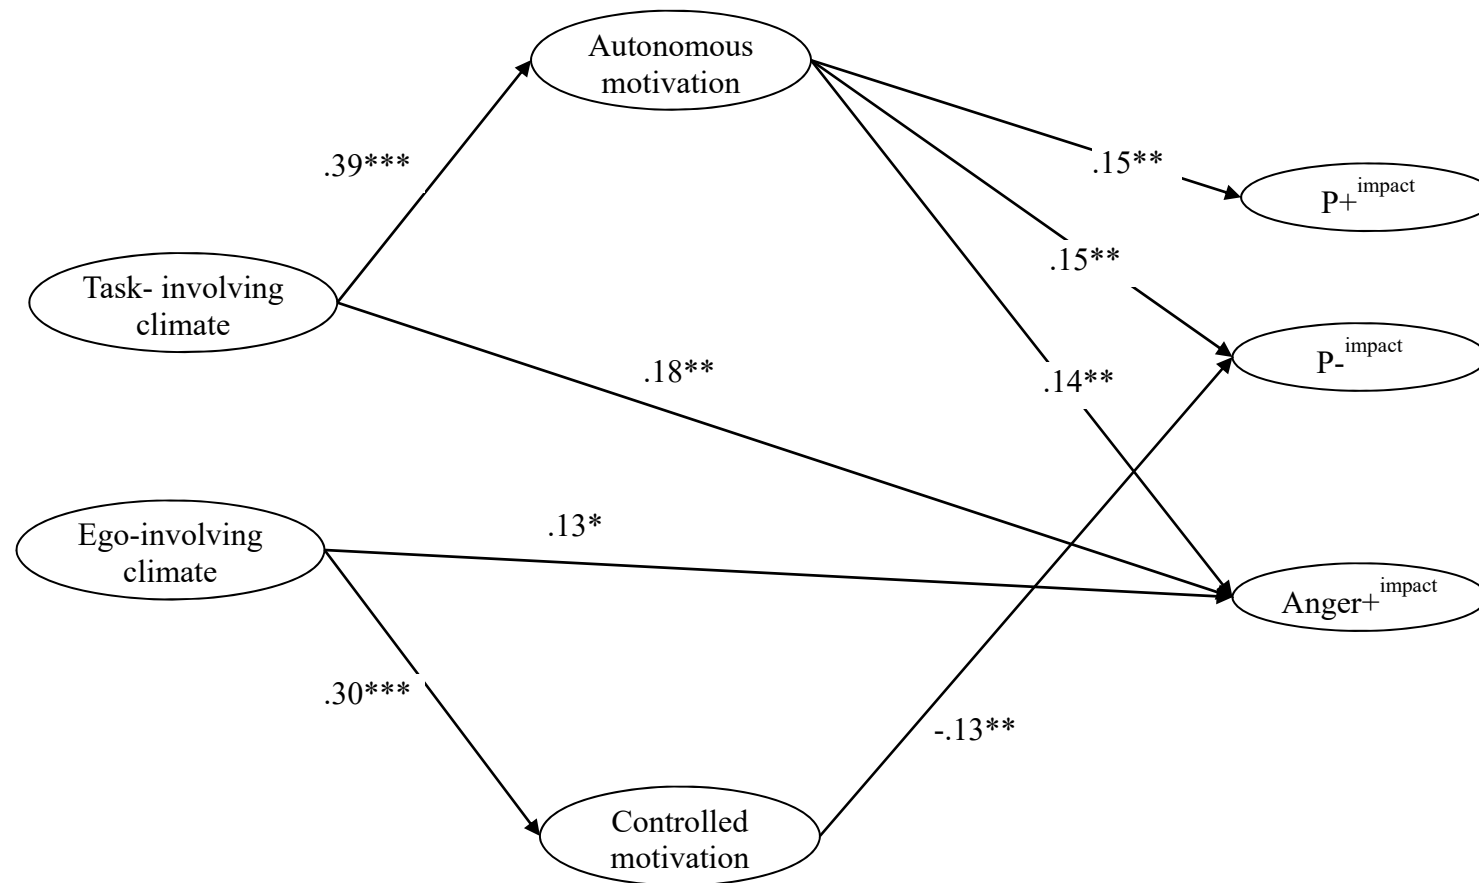 Autonomous
motivation
.39***
.15**
P+impact
.15**
Task- involving
climate
.18**
.14**
P-impact
Ego-involving
climate
.13*
Anger+impact
.30***
-.13**
Controlled
motivation